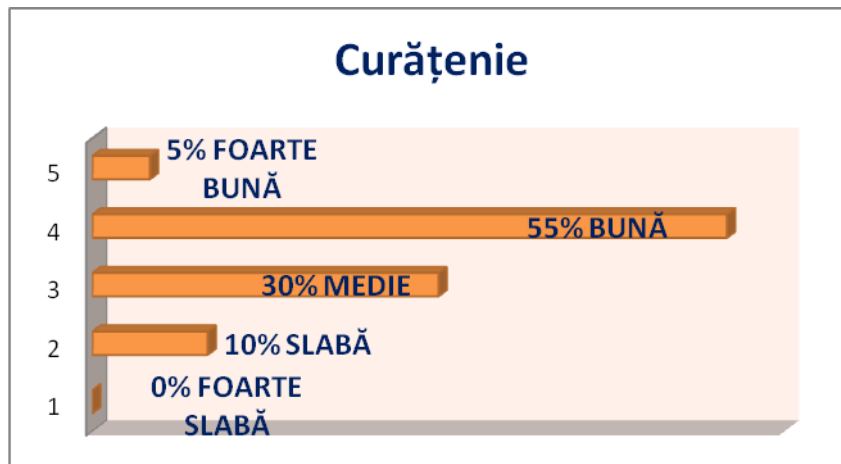 Curățenie
5
5% FOARTE
BUNĂ
4
55% BUNĂ
3
30% MEDIE
2
10% SLABĂ
1
0% FOARTE
SLABĂ